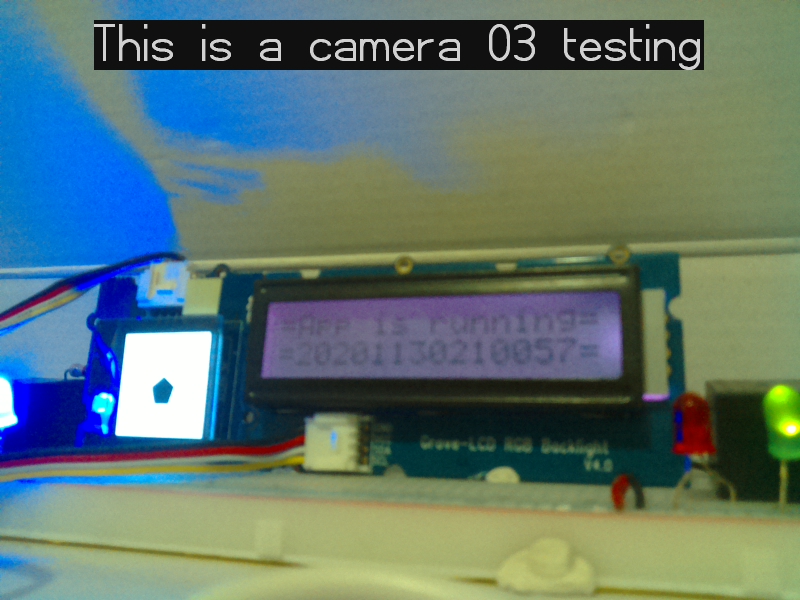 This is a camera 03 testing
=App is running=
=20201130210057=
Grove-LCD RGB Backlight
V4.0